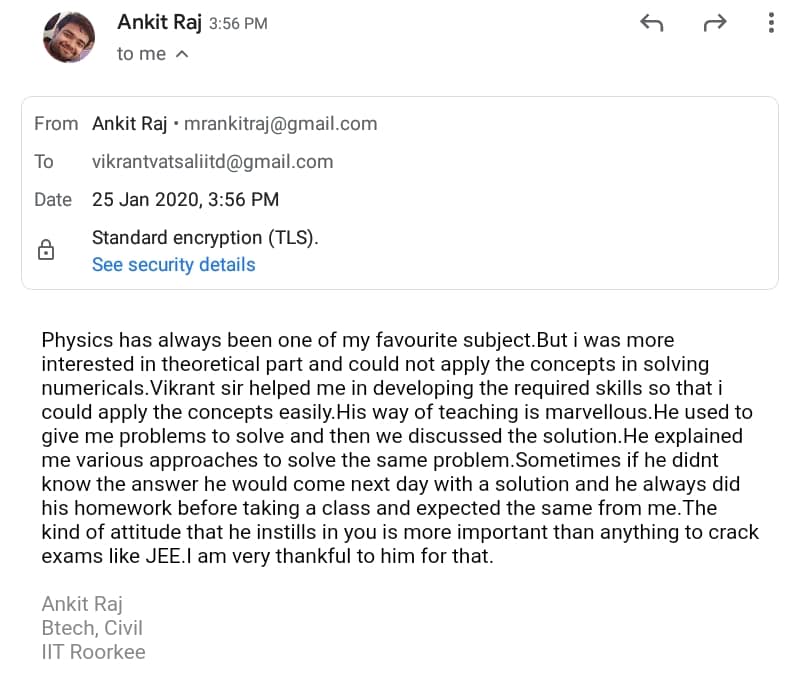 Ankit Raj 3:56 PM
to me
From Ankit Raj • mrankitraj@gmail.com
To vikrantvatsaliitd@gmail.com
Date 25 Jan 2020, 3:56 PM
Standard encryption (TLS).
See security details
Physics has always been one of my favourite subject.But i was more
interested in theoretical part and could not apply the concepts in solving
numericals.Vikrant sir helped me in developing the required skills so that i
could apply the concepts easily.His way of teaching is marvellous.He used to
give me problems to solve and then we discussed the solution.He explained
me various approaches to solve the same problem.Sometimes if he didnt
know the answer he would come next day with a solution and he always did
his homework before taking a class and expected the same from me.The
kind of attitude that he instills in you is more important than anything to crack
exams like JEE.I am very thankful to him for that.
Ankit Raj
Btech, Civil
IIT Roorkee